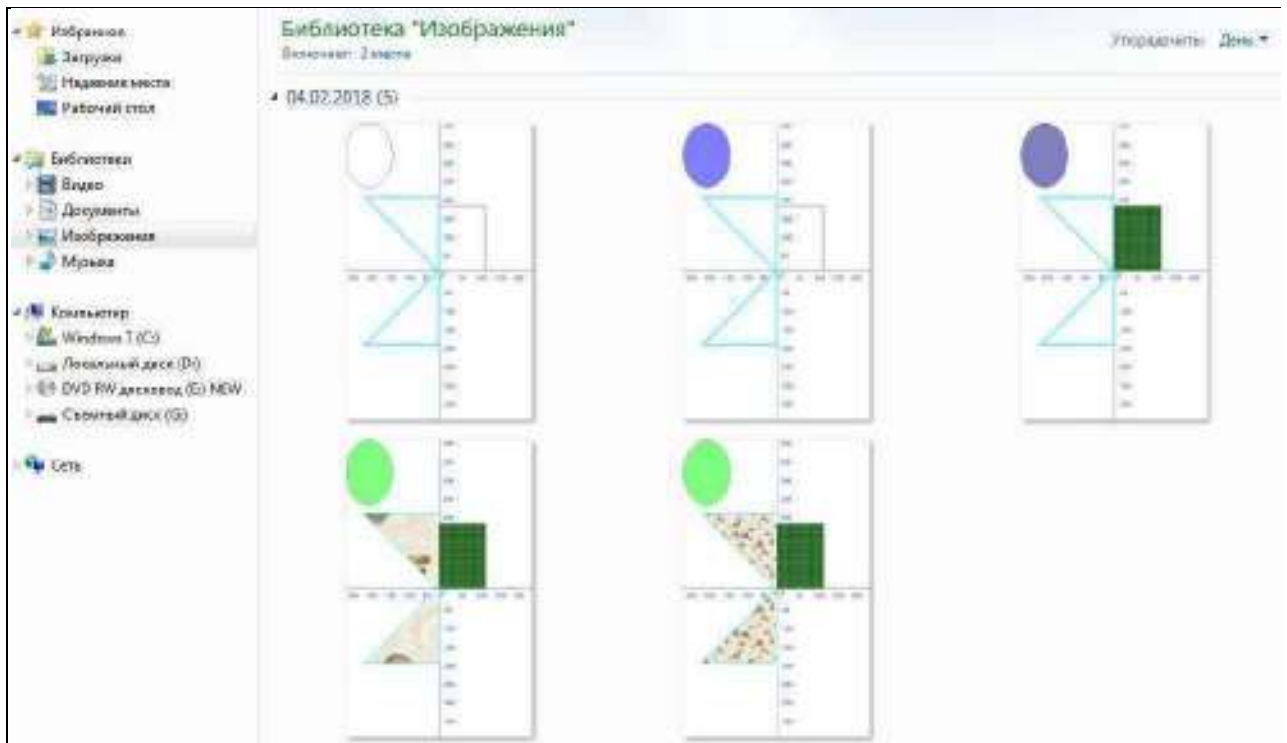 Избранное
Загрузки
Недавние места
Рабочий стол
Библиотеки
Видео
Документы
Изображения
Музыка
Компьютер
Windows 7 (C:)
Локальный диск (D:)
DVD RW дисковод (E:) NEW
Съемный диск (G:)
Сеть
Библиотека "Изображения"
Включает: 2 места
Упорядочить: День
04.02.2018 (5)